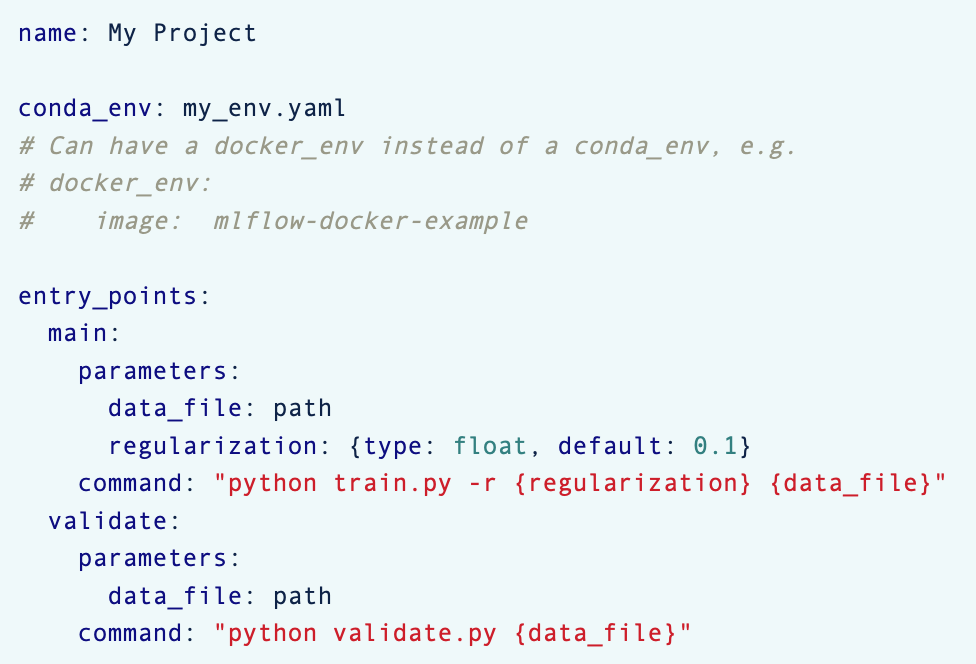 name: My Project

conda_env: my_env.yaml
# Can have a docker_env instead of a conda_env, e.g.
# docker_env:
#    image:  mlflow-docker-example

entry_points:
  main:
    parameters:
      data_file: path
      regularization: {type: float, default: 0.1}
    command: "python train.py -r {regularization} {data_file}"
  validate:
    parameters:
      data_file: path
    command: "python validate.py {data_file}"